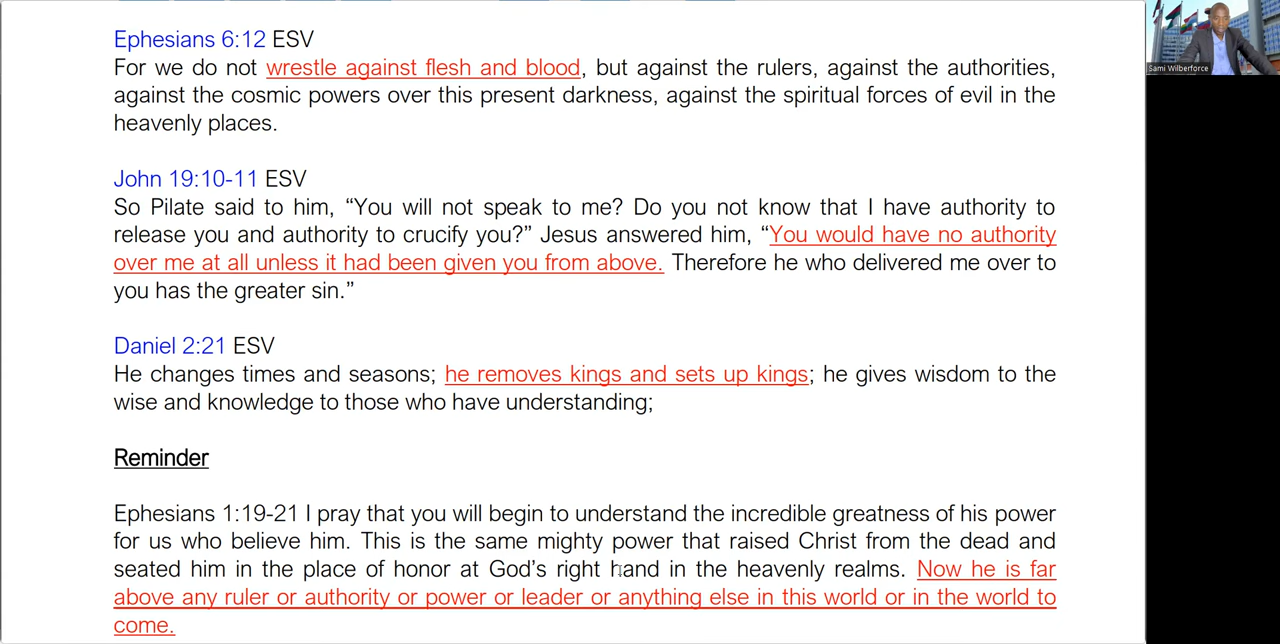 Ephesians 6:12 ESV
For we do not wrestle against flesh and blood, but against the rulers, against the authorities,
against the cosmic powers over this present darkness, against the spiritual forces of evil in the
heavenly places.
John 19:10-11 ESV
So Pilate said to him, “You will not speak to me? Do you not know that I have authority to
release you and authority to crucify you?” Jesus answered him, “You would have no authority
over me at all unless it had been given you from above. Therefore he who delivered me over to
you has the greater sin.”
Daniel 2:21 ESV
He changes times and seasons; he removes kings and sets up kings; he gives wisdom to the
wise and knowledge to those who have understanding;
Reminder
Ephesians 1:19-21 I pray that you will begin to understand the incredible greatness of his power
for us who believe him. This is the same mighty power that raised Christ from the dead and
seated him in the place of honor at God’s right hand in the heavenly realms. Now he is far
above any ruler or authority or power or leader or anything else in this world or in the world to
come.
Sami Wilberforce